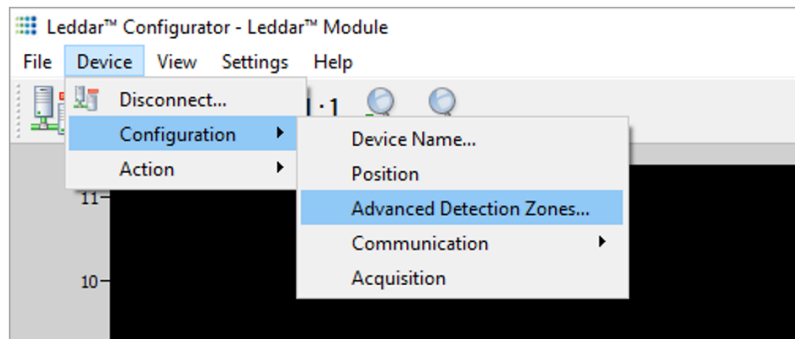 Leddar™ Configurator - Leddar™ Module
File Device View Settings Help
Disconnect...
Configuration
Action
Device Name...
Position
Advanced Detection Zones...
Communication
Acquisition
11
10